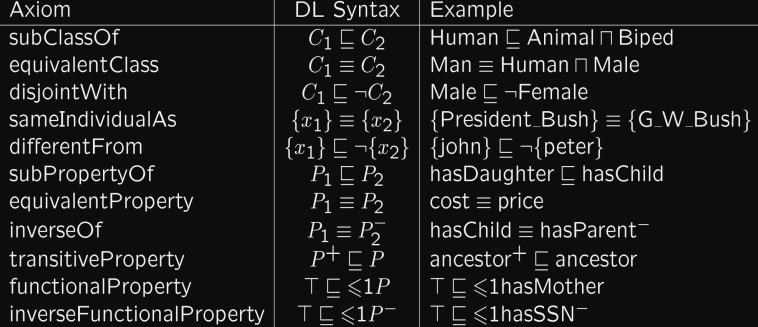 Axiom DL Syntax Example
subClassOf C₁ ⊑ C₂ Human ⊑ Animal ⊓ Biped
equivalentClass C₁ ≡ C₂ Man ≡ Human ⊓ Male
disjointWith C₁ ⊑ ¬C₂ Male ⊑ ¬Female
sameIndividualAs {x₁} ≡ {x₂} {President_Bush} ≡ {G_W_Bush}
differentFrom {x₁} ⊑ ¬{x₂} {john} ⊑ ¬{peter}
subPropertyOf P₁ ⊑ P₂ hasDaughter ⊑ hasChild
equivalentProperty P₁ ≡ P₂ cost ≡ price
inverseOf P₁ ≡ P₂⁻ hasChild ≡ hasParent⁻
transitiveProperty P⁺ ⊑ P ancestor⁺ ⊑ ancestor
functionalProperty ⊤ ⊑ ⩽1P ⊤ ⊑ ⩽1hasMother
inverseFunctionalProperty ⊤ ⊑ ⩽1P⁻ ⊤ ⊑ ⩽1hasSSN⁻